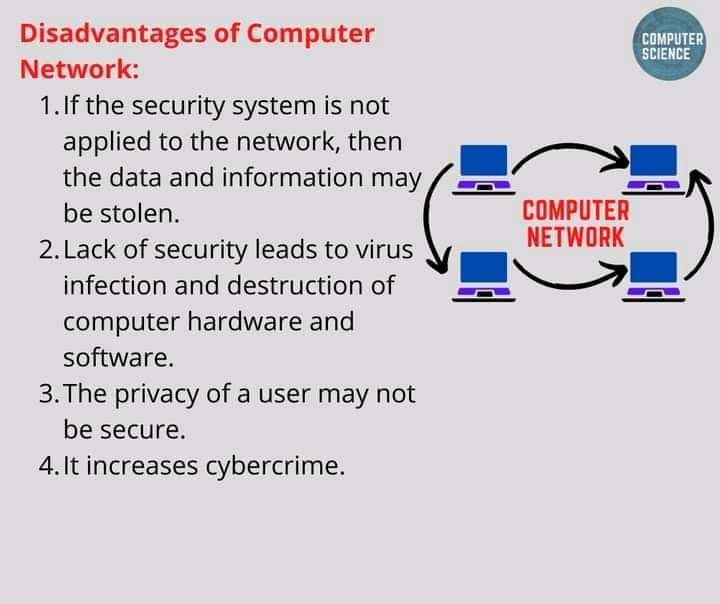 Disadvantages of Computer
Network:
1. If the security system is not
applied to the network, then
the data and information may
be stolen.
2. Lack of security leads to virus
infection and destruction of
computer hardware and
software.
3. The privacy of a user may not
be secure.
4. It increases cybercrime.
COMPUTER
SCIENCE
COMPUTER
NETWORK